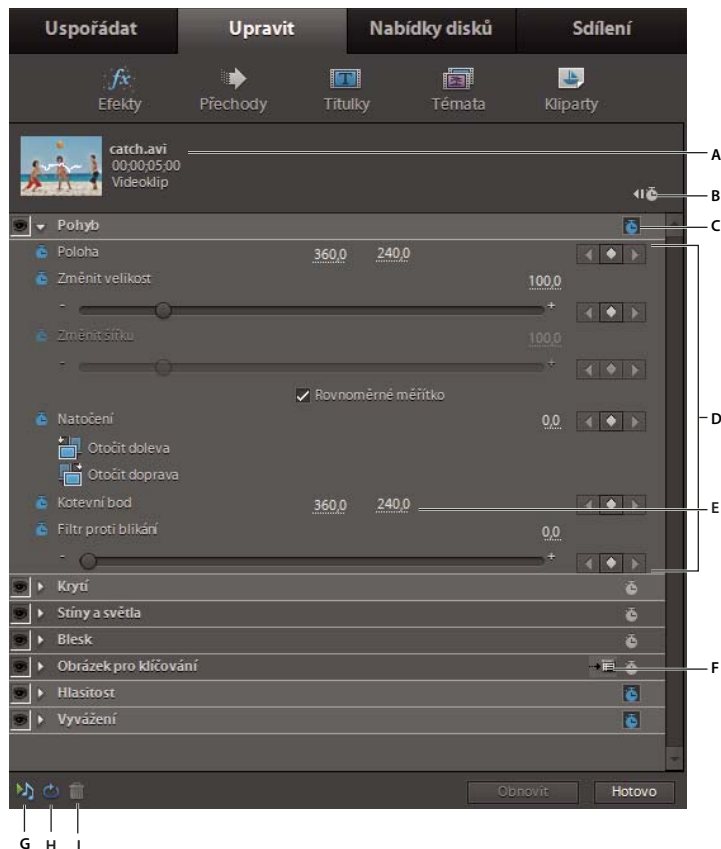 Uspořádat Upravit Nabídky disků Sdílení
Efekty Přechody Titulky Témata Kliparty
catch.avi
00;00;05;00
Videoklip
A
B
C
Pohyb
Poloha 360,0 240,0
Změnit velikost 100,0
- +
Změnit šířku 100,0
- +
Rovnoměrné měřítko
D
Natočení 0,0
Otočit doleva
Otočit doprava
Kotevní bod 360,0 240,0
E
Filtr proti blikání 0,0
- +
Krytí
Stíny a světla
Blesk
Obrázek pro klíčování
F
Hlasitost
Vyvážení
Obnovit Hotovo
G H I